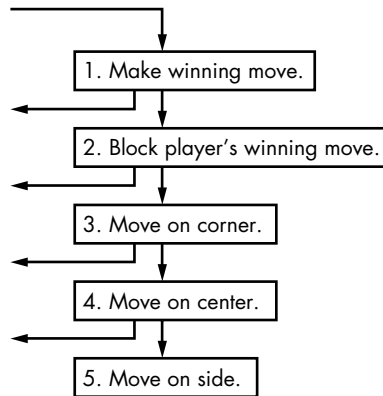 1. Make winning move.
2. Block player’s winning move.
3. Move on corner.
4. Move on center.
5. Move on side.